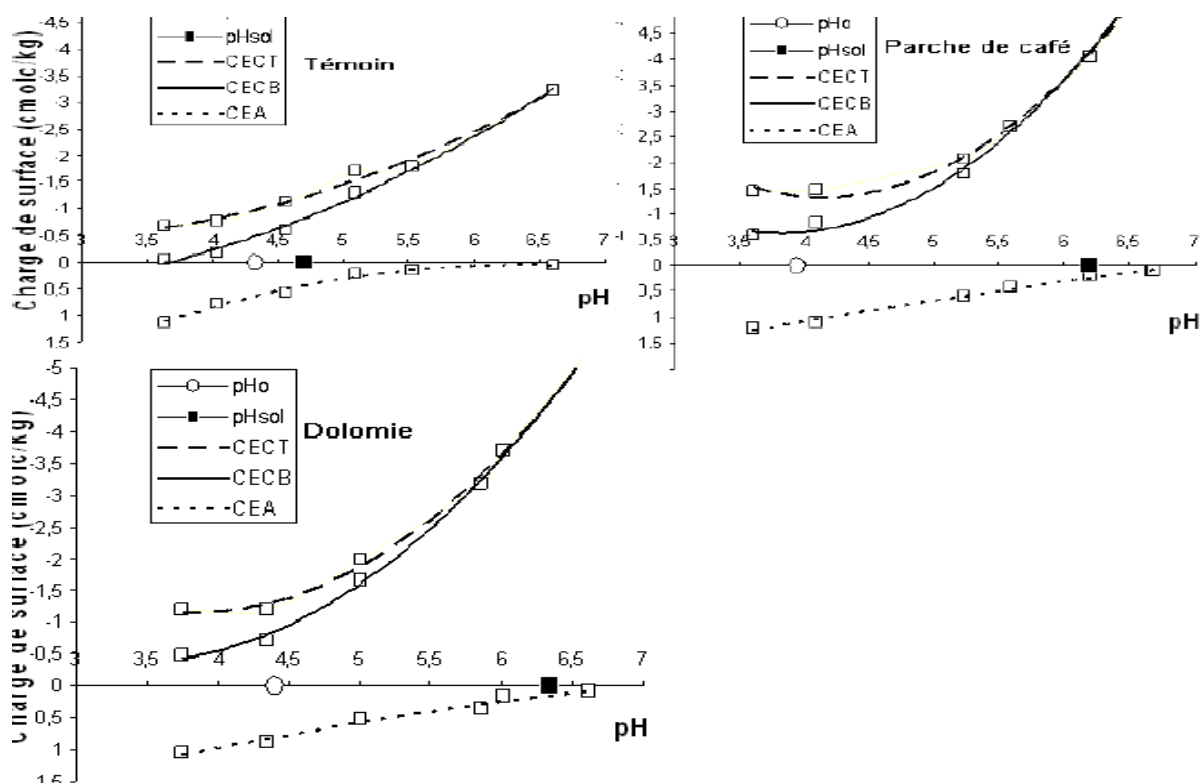 -4,5
-4
-3,5
-3
-2,5
-2
-1,5
-1
-0,5
3 3,5 4 4,5 5 5,5 6 6,5 7
0
0,5
1
1.5
pHsol
CECT
CECB
CEA
Témoin
Charge de surface (cmolc/kg)
pH
4,5
-4
-3,5
-3
-2,5
-2
-1,5
-1
3 3,5 4 4,5 5 5,5 6 6,5 7
0
0,5
1
1.5
pHo
pHsol
CECT
CECB
CEA
Parche de café
pH
-5
-4,5
-4
-3,5
-3
-2,5
-2
-1,5
-1
-0,5
3 3,5 4 4,5 5 5,5 6 6,5 7
0
0,5
1
1.5
pHo
pHsol
CECT
CECB
CEA
Dolomie
Charge de surface (cmolc/kg)
pH